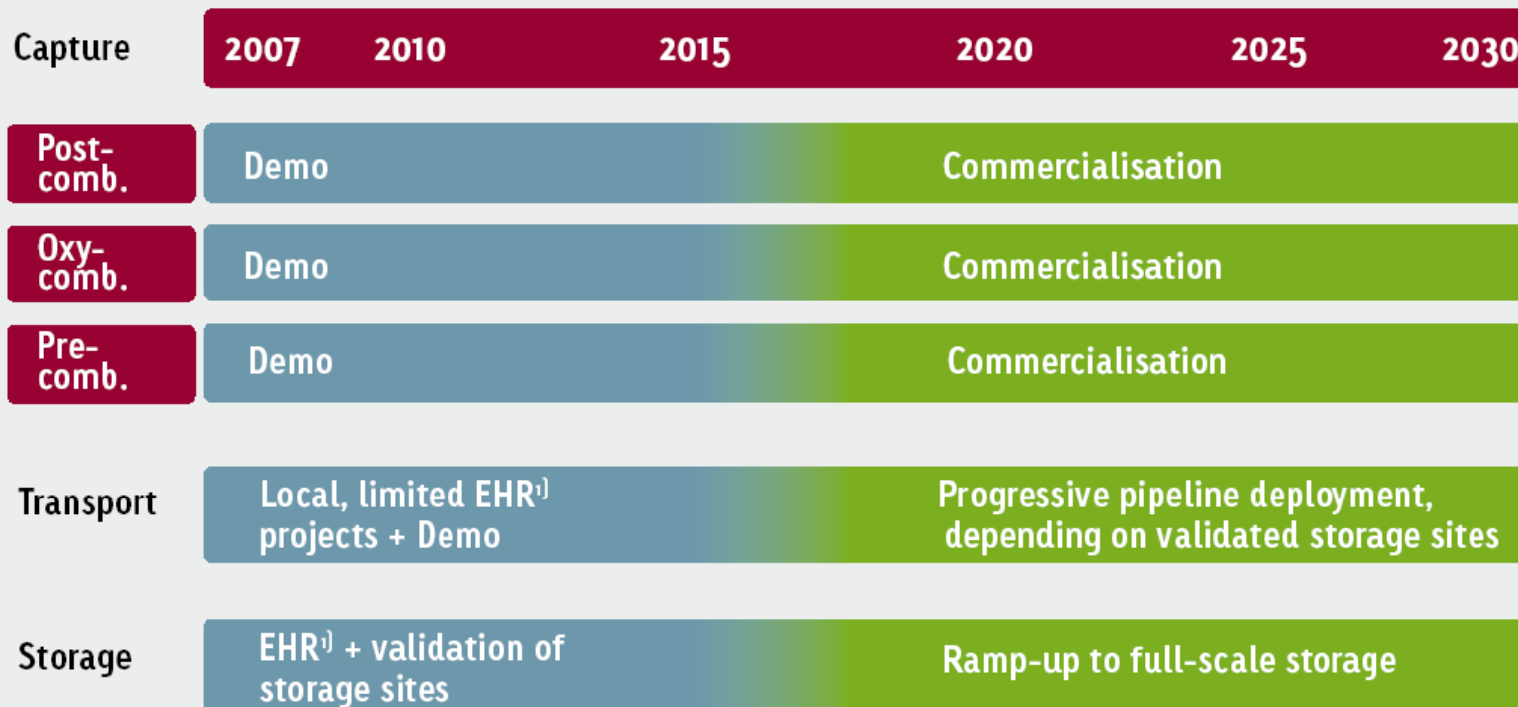 Capture 2007 2010 2015 2020 2025 2030
Post-
comb.
Demo Commercialisation
Oxy-
comb.
Demo Commercialisation
Pre-
comb.
Demo Commercialisation
Transport
Local, limited EHR¹⁾
projects + Demo
Progressive pipeline deployment,
depending on validated storage sites
Storage
EHR¹⁾ + validation of
storage sites
Ramp-up to full-scale storage